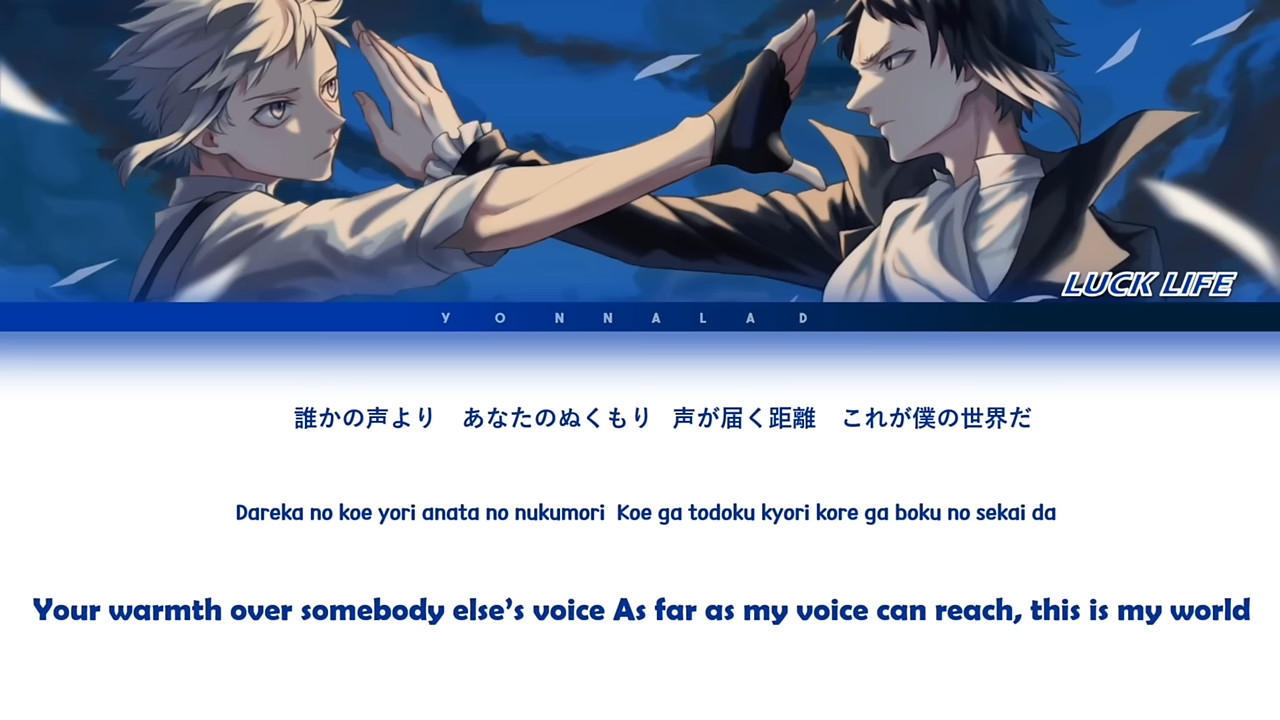 LUCK LIFE
YONNALAD
誰かの声より　あなたのぬくもり　声が届く距離　これが僕の世界だ
Dareka no koe yori anata no nukumori  Koe ga todoku kyori kore ga boku no sekai da
Your warmth over somebody else’s voice As far as my voice can reach, this is my world